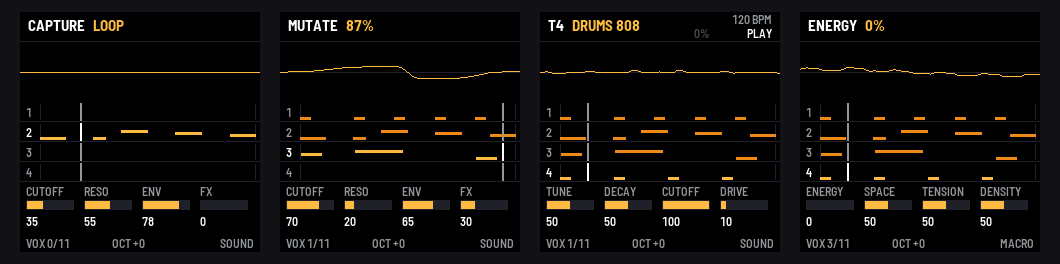 CAPTURE LOOP
1
2
3
4
CUTOFF RESO ENV FX
35 55 78 0
VOX 0/11 OCT +0 SOUND
MUTATE 87%
1
2
3
4
CUTOFF RESO ENV FX
70 20 65 30
VOX 1/11 OCT +0 SOUND
T4 DRUMS 808 0% 120 BPM
PLAY
1
2
3
4
TUNE DECAY CUTOFF DRIVE
50 50 100 10
VOX 1/11 OCT +0 SOUND
ENERGY 0%
1
2
3
4
ENERGY SPACE TENSION DENSITY
0 50 50 50
VOX 3/11 OCT +0 MACRO